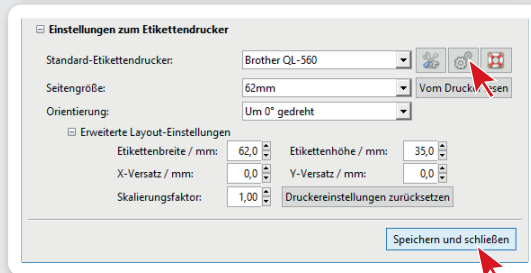 Einstellungen zum Etikettendrucker
Standard-Etikettendrucker: Brother QL-560
Seitengröße: 62mm Vom Drucker lesen
Orientierung: Um 0° gedreht
Erweiterte Layout-Einstellungen
Etikettenbreite / mm: 62,0 Etikettenhöhe / mm: 35,0
X-Versatz / mm: 0,0 Y-Versatz / mm: 0,0
Skalierungsfaktor: 1,00 Druckereinstellungen zurücksetzen
Speichern und schließen